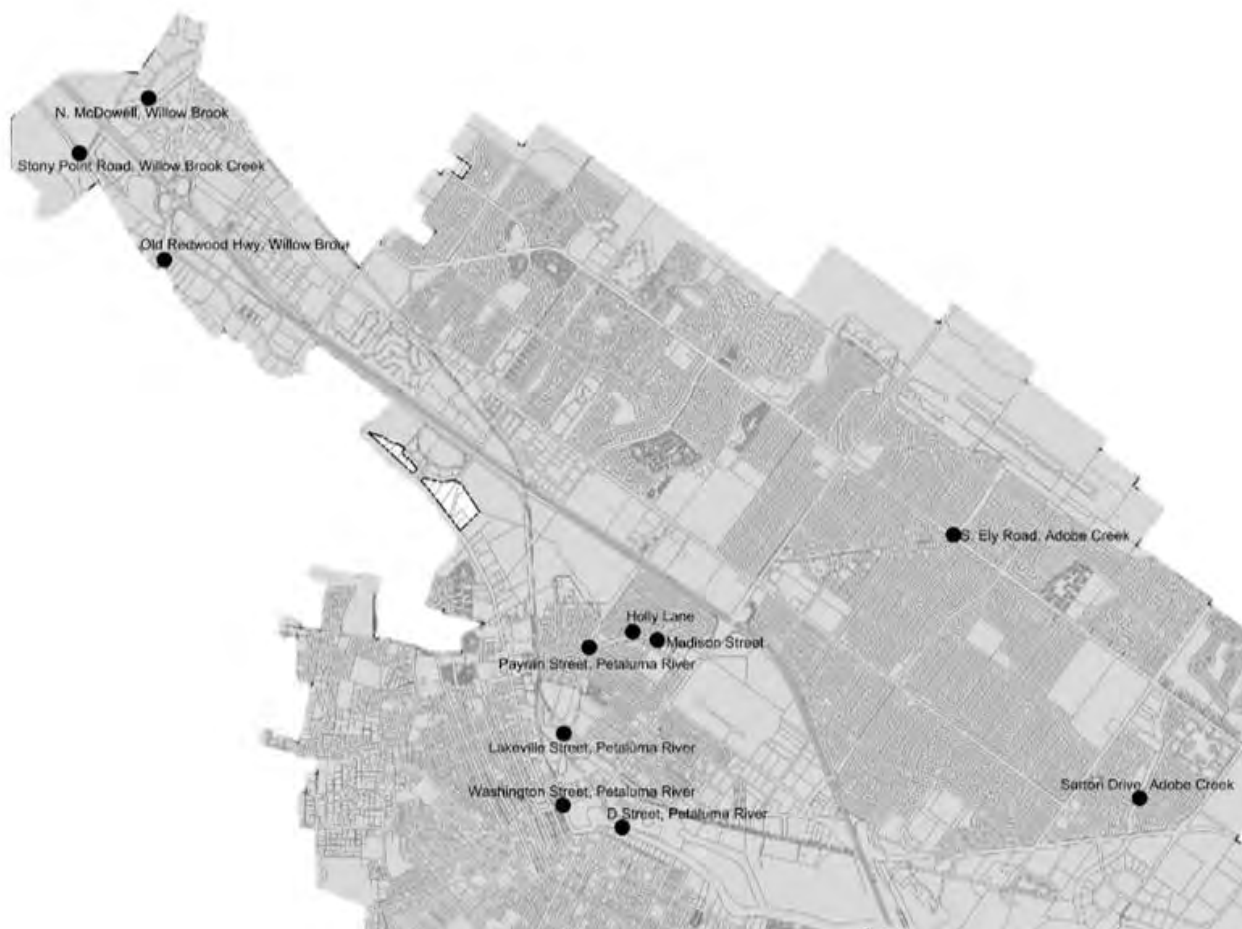 N. McDowell, Willow Brook
Stony Point Road, Willow Brook Creek
Old Redwood Hwy, Willow Brow
S. Ely Road, Adobe Creek
Holly Lane
Madison Street
Payran Street, Petaluma River
Lakeville Street, Petaluma River
Sartori Drive, Adobe Creek
Washington Street, Petaluma River
D Street, Petaluma River